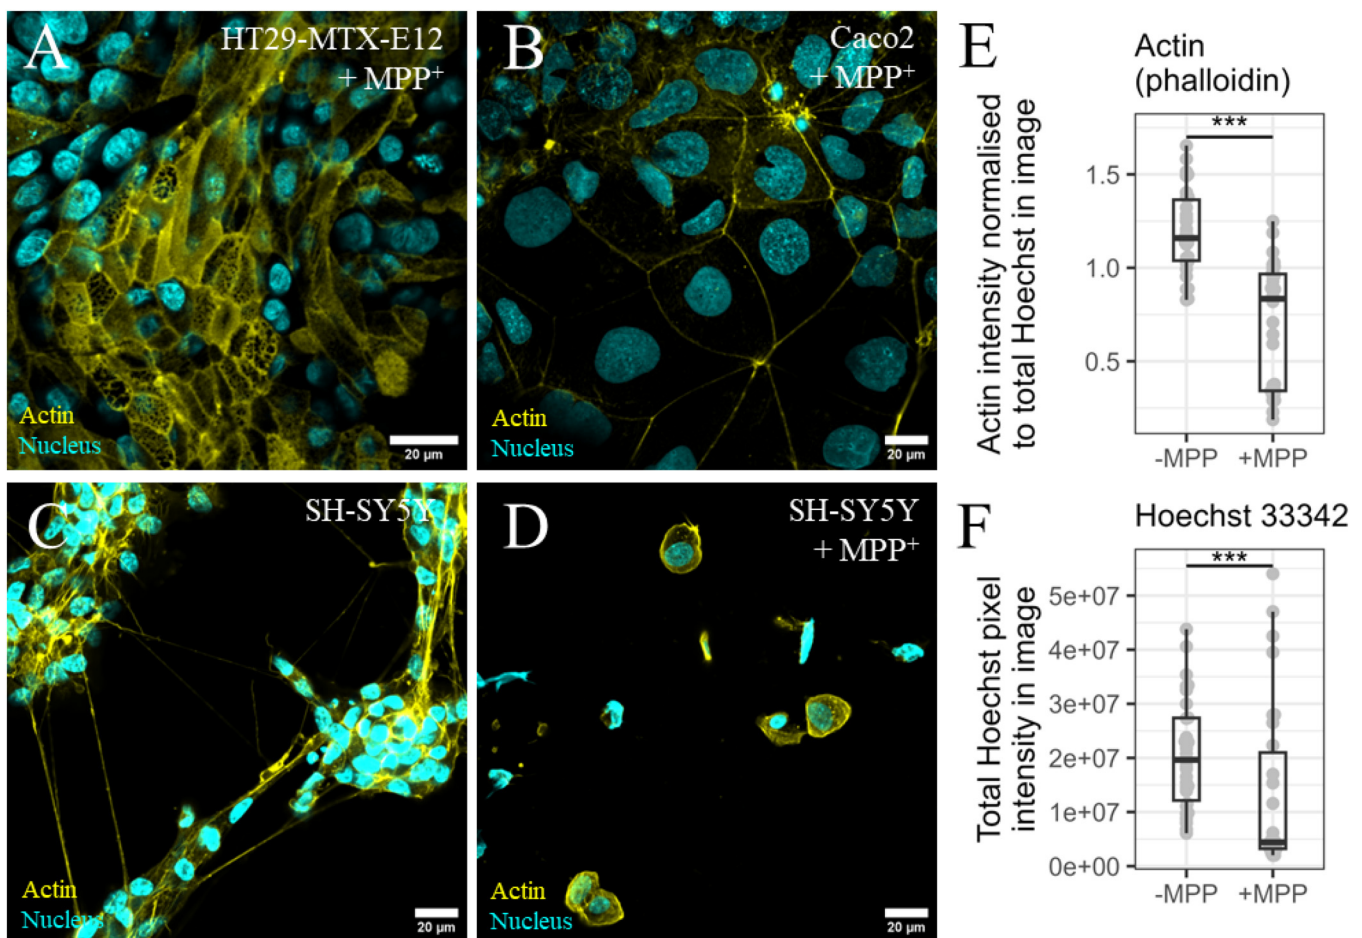 A
HT29-MTX-E12
+ MPP⁺
Actin
Nucleus
20 µm
B
Caco2
+ MPP⁺
Actin
Nucleus
20 µm
C
SH-SY5Y
Actin
Nucleus
20 µm
D
SH-SY5Y
+ MPP⁺
Actin
Nucleus
20 µm
E
Actin
(phalloidin)
Actin intensity normalised
to total Hoechst in image
***
1.5
1.0
0.5
-MPP +MPP
F
Hoechst 33342
Total Hoechst pixel
intensity in image
***
5e+07
4e+07
3e+07
2e+07
1e+07
0e+00
-MPP +MPP